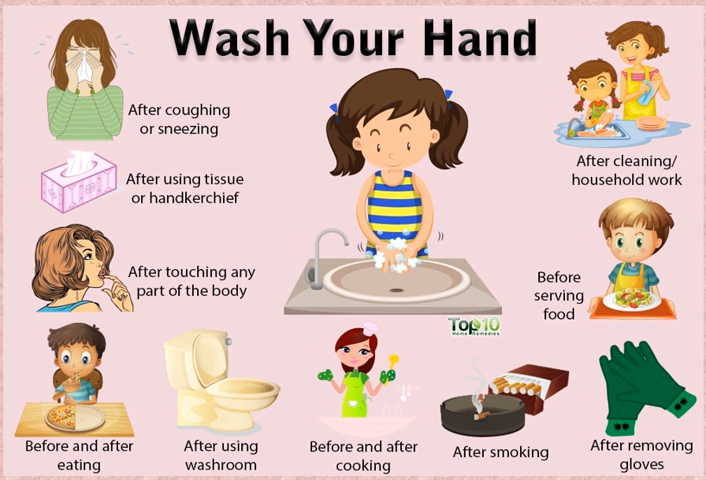 Wash Your Hand
After coughing
or sneezing
After using tissue
or handkerchief
After touching any
part of the body
After cleaning/
household work
Before
serving
food
Top10
Home Remedies
Before and after
eating
After using
washroom
Before and after
cooking
After smoking
After removing
gloves